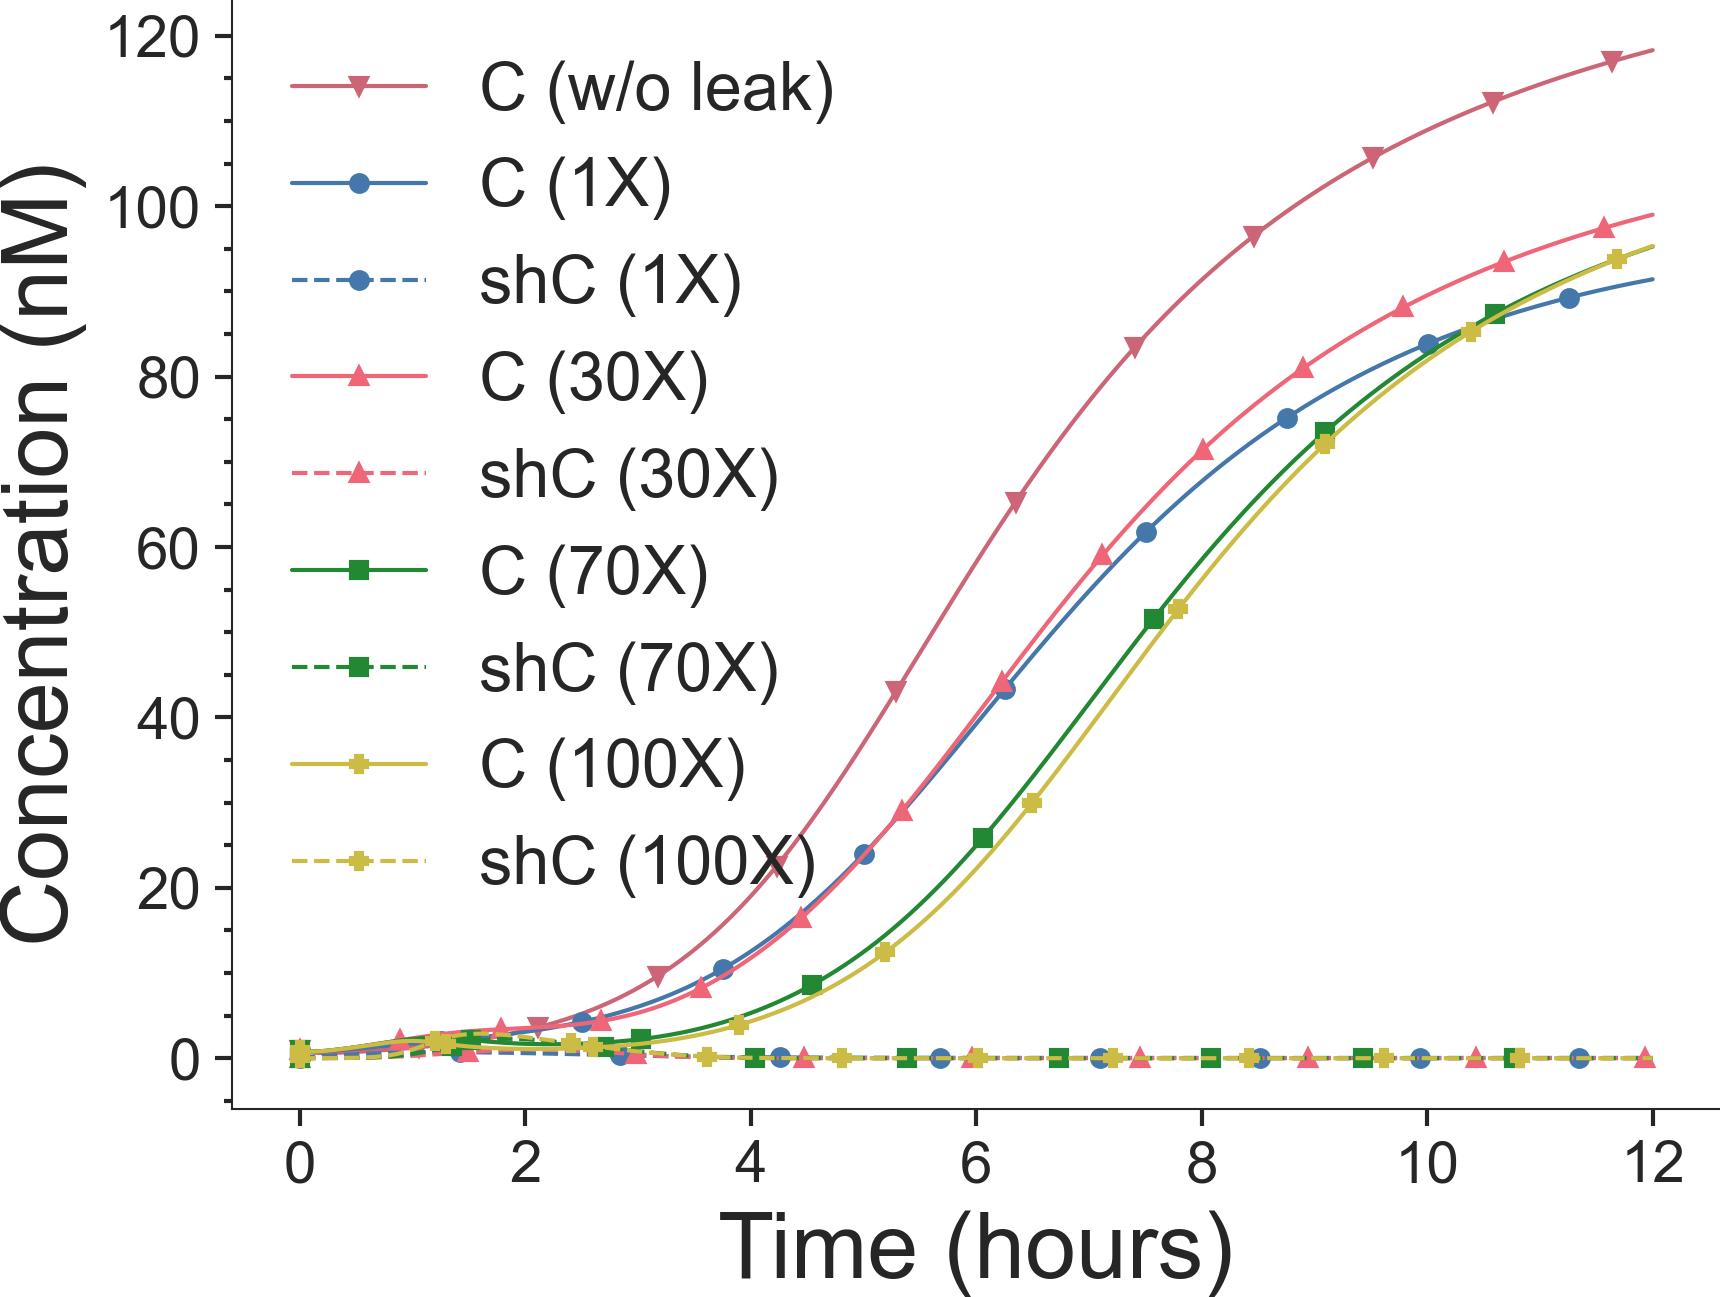 Concentration (nM)
120
100
80
60
40
20
0
C (w/o leak)
C (1X)
shC (1X)
C (30X)
shC (30X)
C (70X)
shC (70X)
C (100X)
shC (100X)
0 2 4 6 8 10 12
Time (hours)